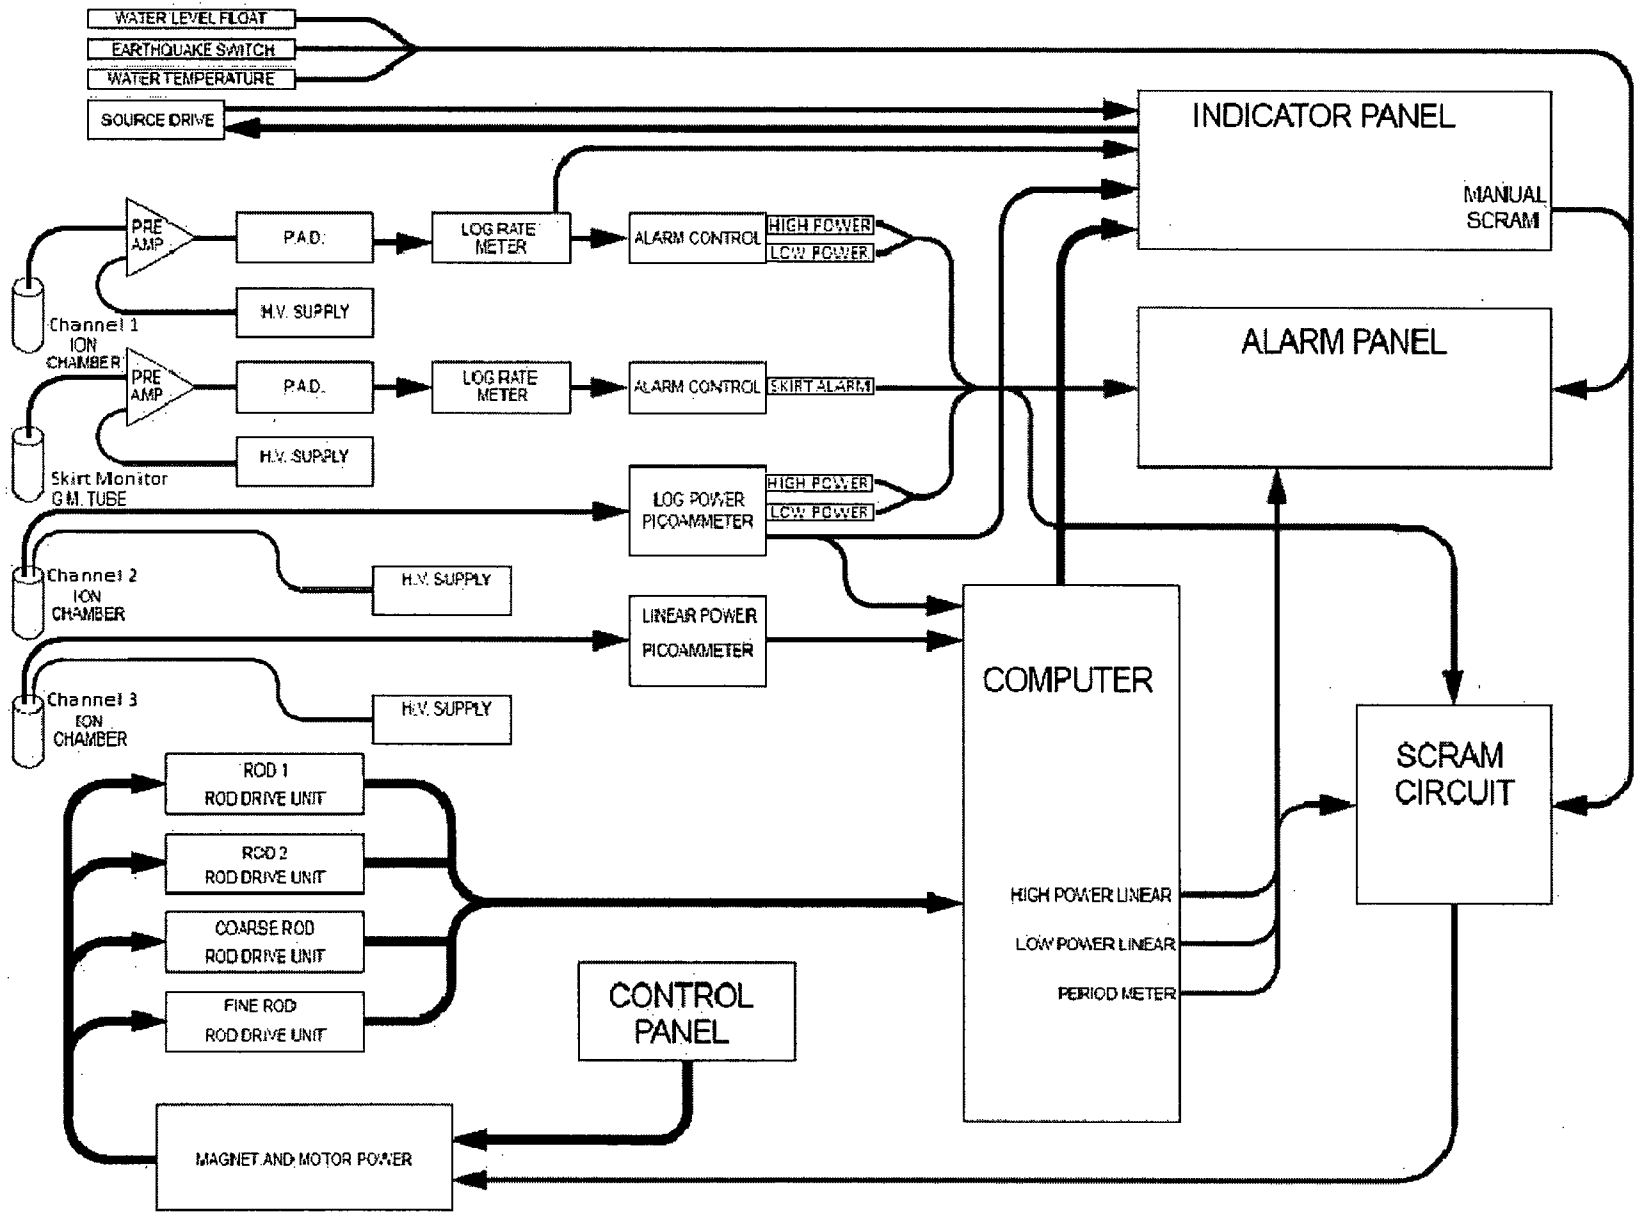 WATER LEVEL FLOAT
EARTHQUAKE SWITCH
WATER TEMPERATURE
SOURCE DRIVE
INDICATOR PANEL
MANUAL
SCRAM
PRE
AMP
P.A.D.
LOG RATE
METER
ALARM CONTROL
HIGH POWER
LOW POWER
H.V. SUPPLY
Channel 1
ION
CHAMBER
ALARM PANEL
PRE
AMP
P.A.D.
LOG RATE
METER
ALARM CONTROL
SKIRT ALARM
H.V. SUPPLY
Skirt Monitor
G.M. TUBE
LOG POWER
PICOAMMETER
HIGH POWER
LOW POWER
Channel 2
ION
CHAMBER
H.V. SUPPLY
LINEAR POWER
PICOAMMETER
Channel 3
ION
CHAMBER
H.V. SUPPLY
COMPUTER
HIGH POWER LINEAR
LOW POWER LINEAR
PERIOD METER
SCRAM
CIRCUIT
ROD 1
ROD DRIVE UNIT
ROD 2
ROD DRIVE UNIT
COARSE ROD
ROD DRIVE UNIT
FINE ROD
ROD DRIVE UNIT
CONTROL
PANEL
MAGNET AND MOTOR POWER